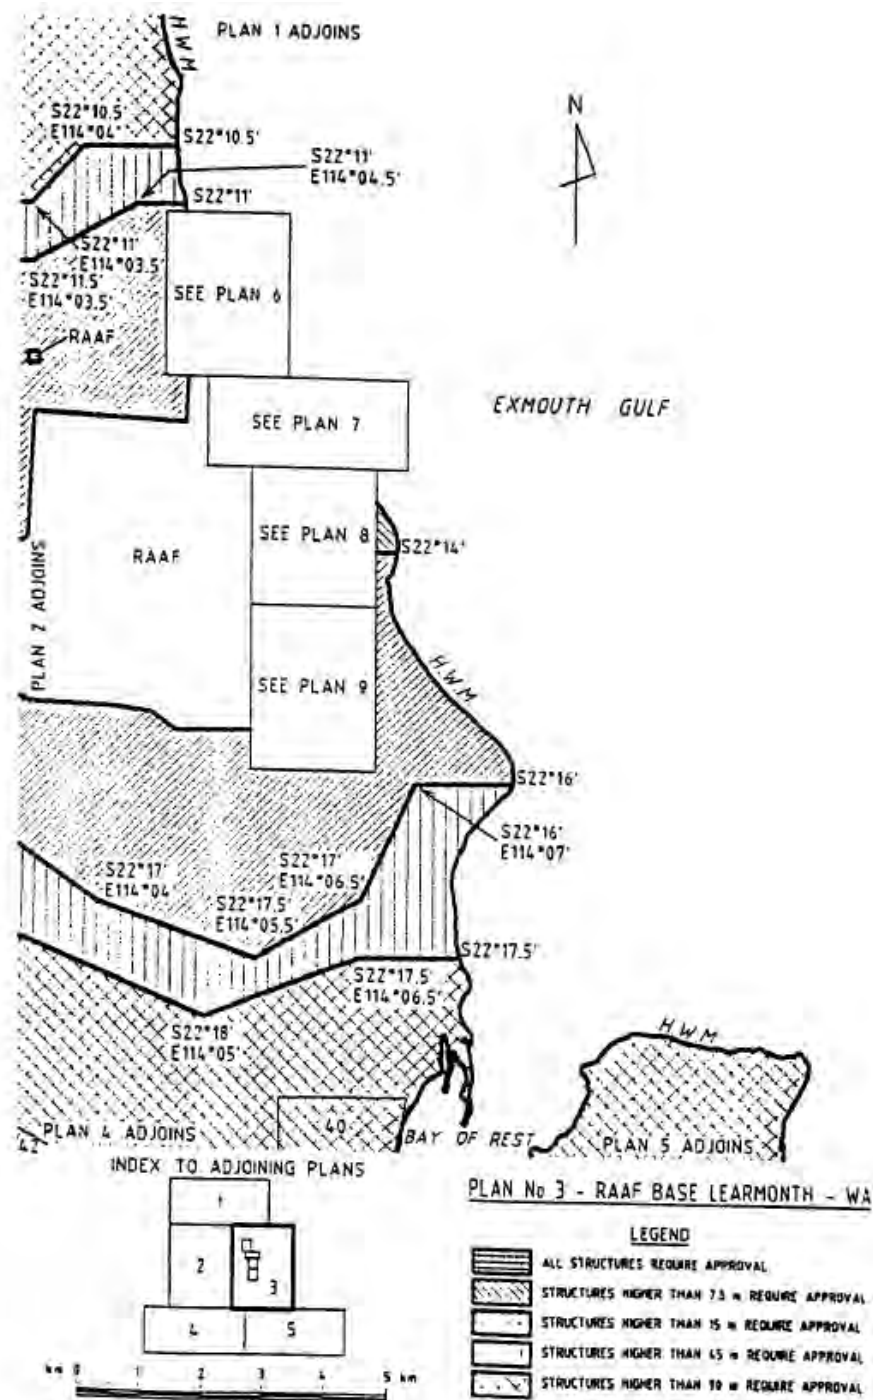 PLAN 1 ADJOINS
HWM
N
S22°10.5'
E114°04'
S22°10.5'
S22°11'
E114°04.5'
S22°11'
S22°11'
E114°03.5'
S22°11.5'
E114°03.5'
SEE PLAN 6
RAAF
EXMOUTH GULF
SEE PLAN 7
SEE PLAN 8
S22°14'
RAAF
PLAN 2 ADJOINS
HWM
SEE PLAN 9
S22°16'
S22°16'
E114°07'
S22°17'
E114°04
S22°17'
E114°06.5'
S22°17.5'
E114°05.5'
S22°17.5'
S22°17.5'
E114°06.5'
S22°18'
E114°05'
HWM
40
42
PLAN 4 ADJOINS
BAY OF REST
PLAN 5 ADJOINS
INDEX TO ADJOINING PLANS
1
2
3
4
5
km 0 1 2 3 4 5 km
PLAN No 3 - RAAF BASE LEARMONTH - WA
LEGEND
ALL STRUCTURES REQUIRE APPROVAL
STRUCTURES HIGHER THAN 7.5 m REQUIRE APPROVAL
STRUCTURES HIGHER THAN 15 m REQUIRE APPROVAL
STRUCTURES HIGHER THAN 45 m REQUIRE APPROVAL
STRUCTURES HIGHER THAN 90 m REQUIRE APPROVAL